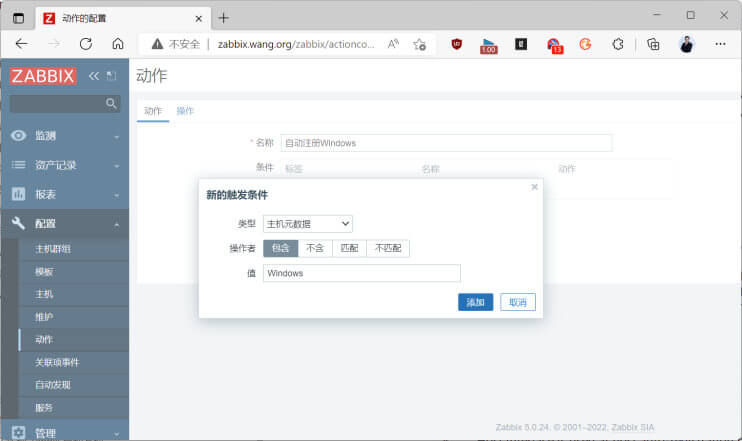 动作的配置
不安全 | zabbix.wang.org/zabbix/actionco...
1.00
13
ZABBIX
动作
动作 操作
监测
资产记录
报表
配置
主机群组
模板
主机
维护
动作
关联项事件
自动发现
服务
管理
* 名称 自动注册Windows
条件 标签 名称 动作
新的触发条件
类型 主机元数据
操作者 包含 不含 匹配 不匹配
值 Windows
添加 取消
Zabbix 5.0.24. © 2001–2022, Zabbix SIA